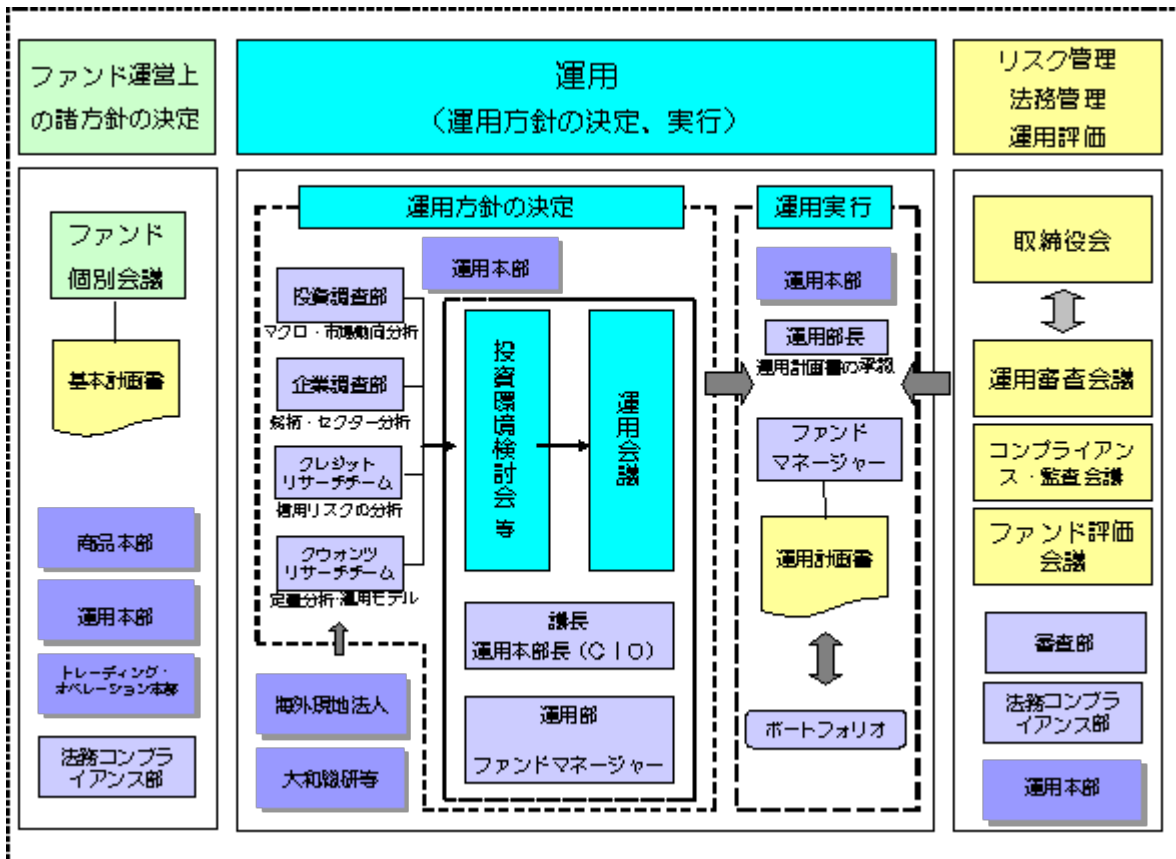 ファンド運営上
の諸方針の決定
ファンド
個別会議
基本計画書
商品本部
運用本部
トレーディング・
オペレーション本部
法務コンプラ
イアンス部
運用
（運用方針の決定、実行）
運用方針の決定
運用本部
投資調査部
マクロ・市場動向分析
企業調査部
銘柄・セクター分析
クレジット
リサーチチーム
信用リスクの分析
クウォンツ
リサーチチーム
定量分析・運用モデル
海外現地法人
大和総研等
投資環境検討会 等
運用会議
議長
運用本部長（ＣＩＯ）
運用部
ファンドマネージャー
運用実行
運用本部
運用部長
運用計画書の承認
ファンド
マネージャー
運用計画書
ポートフォリオ
リスク管理
法務管理
運用評価
取締役会
運用審査会議
コンプライアン
ス・監査会議
ファンド評価
会議
審査部
法務コンプラ
イアンス部
運用本部